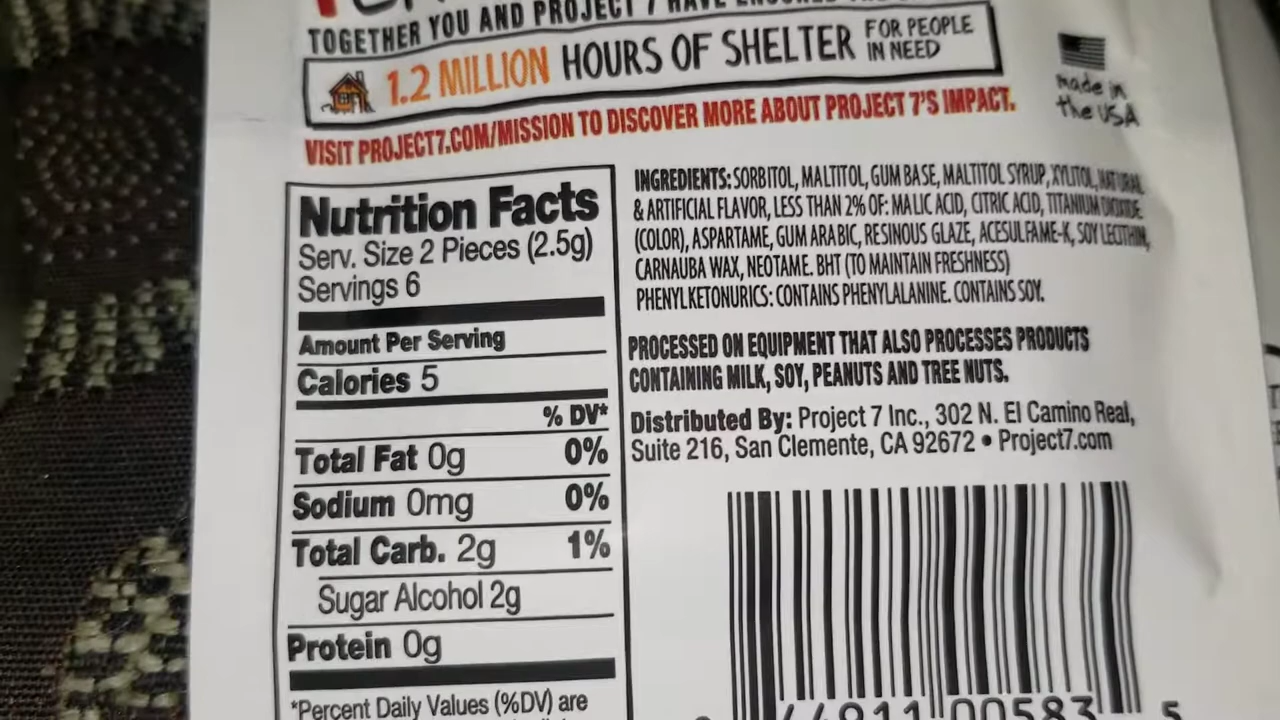 TOGETHER YOU AND PROJECT 7 HAVE
1.2 MILLION HOURS OF SHELTER FOR PEOPLE IN NEED
VISIT PROJECT7.COM/MISSION TO DISCOVER MORE ABOUT PROJECT 7'S IMPACT.
made in
the USA
Nutrition Facts
Serv. Size 2 Pieces (2.5g)
Servings 6
Amount Per Serving
Calories 5
% DV*
Total Fat 0g 0%
Sodium 0mg 0%
Total Carb. 2g 1%
Sugar Alcohol 2g
Protein 0g
*Percent Daily Values (%DV) are
INGREDIENTS: SORBITOL, MALTITOL, GUM BASE, MALTITOL SYRUP, XYLITOL, NATURAL
& ARTIFICIAL FLAVOR, LESS THAN 2% OF: MALIC ACID, CITRIC ACID, TITANIUM DIOXIDE
(COLOR), ASPARTAME, GUM ARABIC, RESINOUS GLAZE, ACESULFAME-K, SOY LECITHIN,
CARNAUBA WAX, NEOTAME. BHT (TO MAINTAIN FRESHNESS)
PHENYLKETONURICS: CONTAINS PHENYLALANINE. CONTAINS SOY.
PROCESSED ON EQUIPMENT THAT ALSO PROCESSES PRODUCTS
CONTAINING MILK, SOY, PEANUTS AND TREE NUTS.
Distributed By: Project 7 Inc., 302 N. El Camino Real,
Suite 216, San Clemente, CA 92672 • Project7.com
44911 00583 5